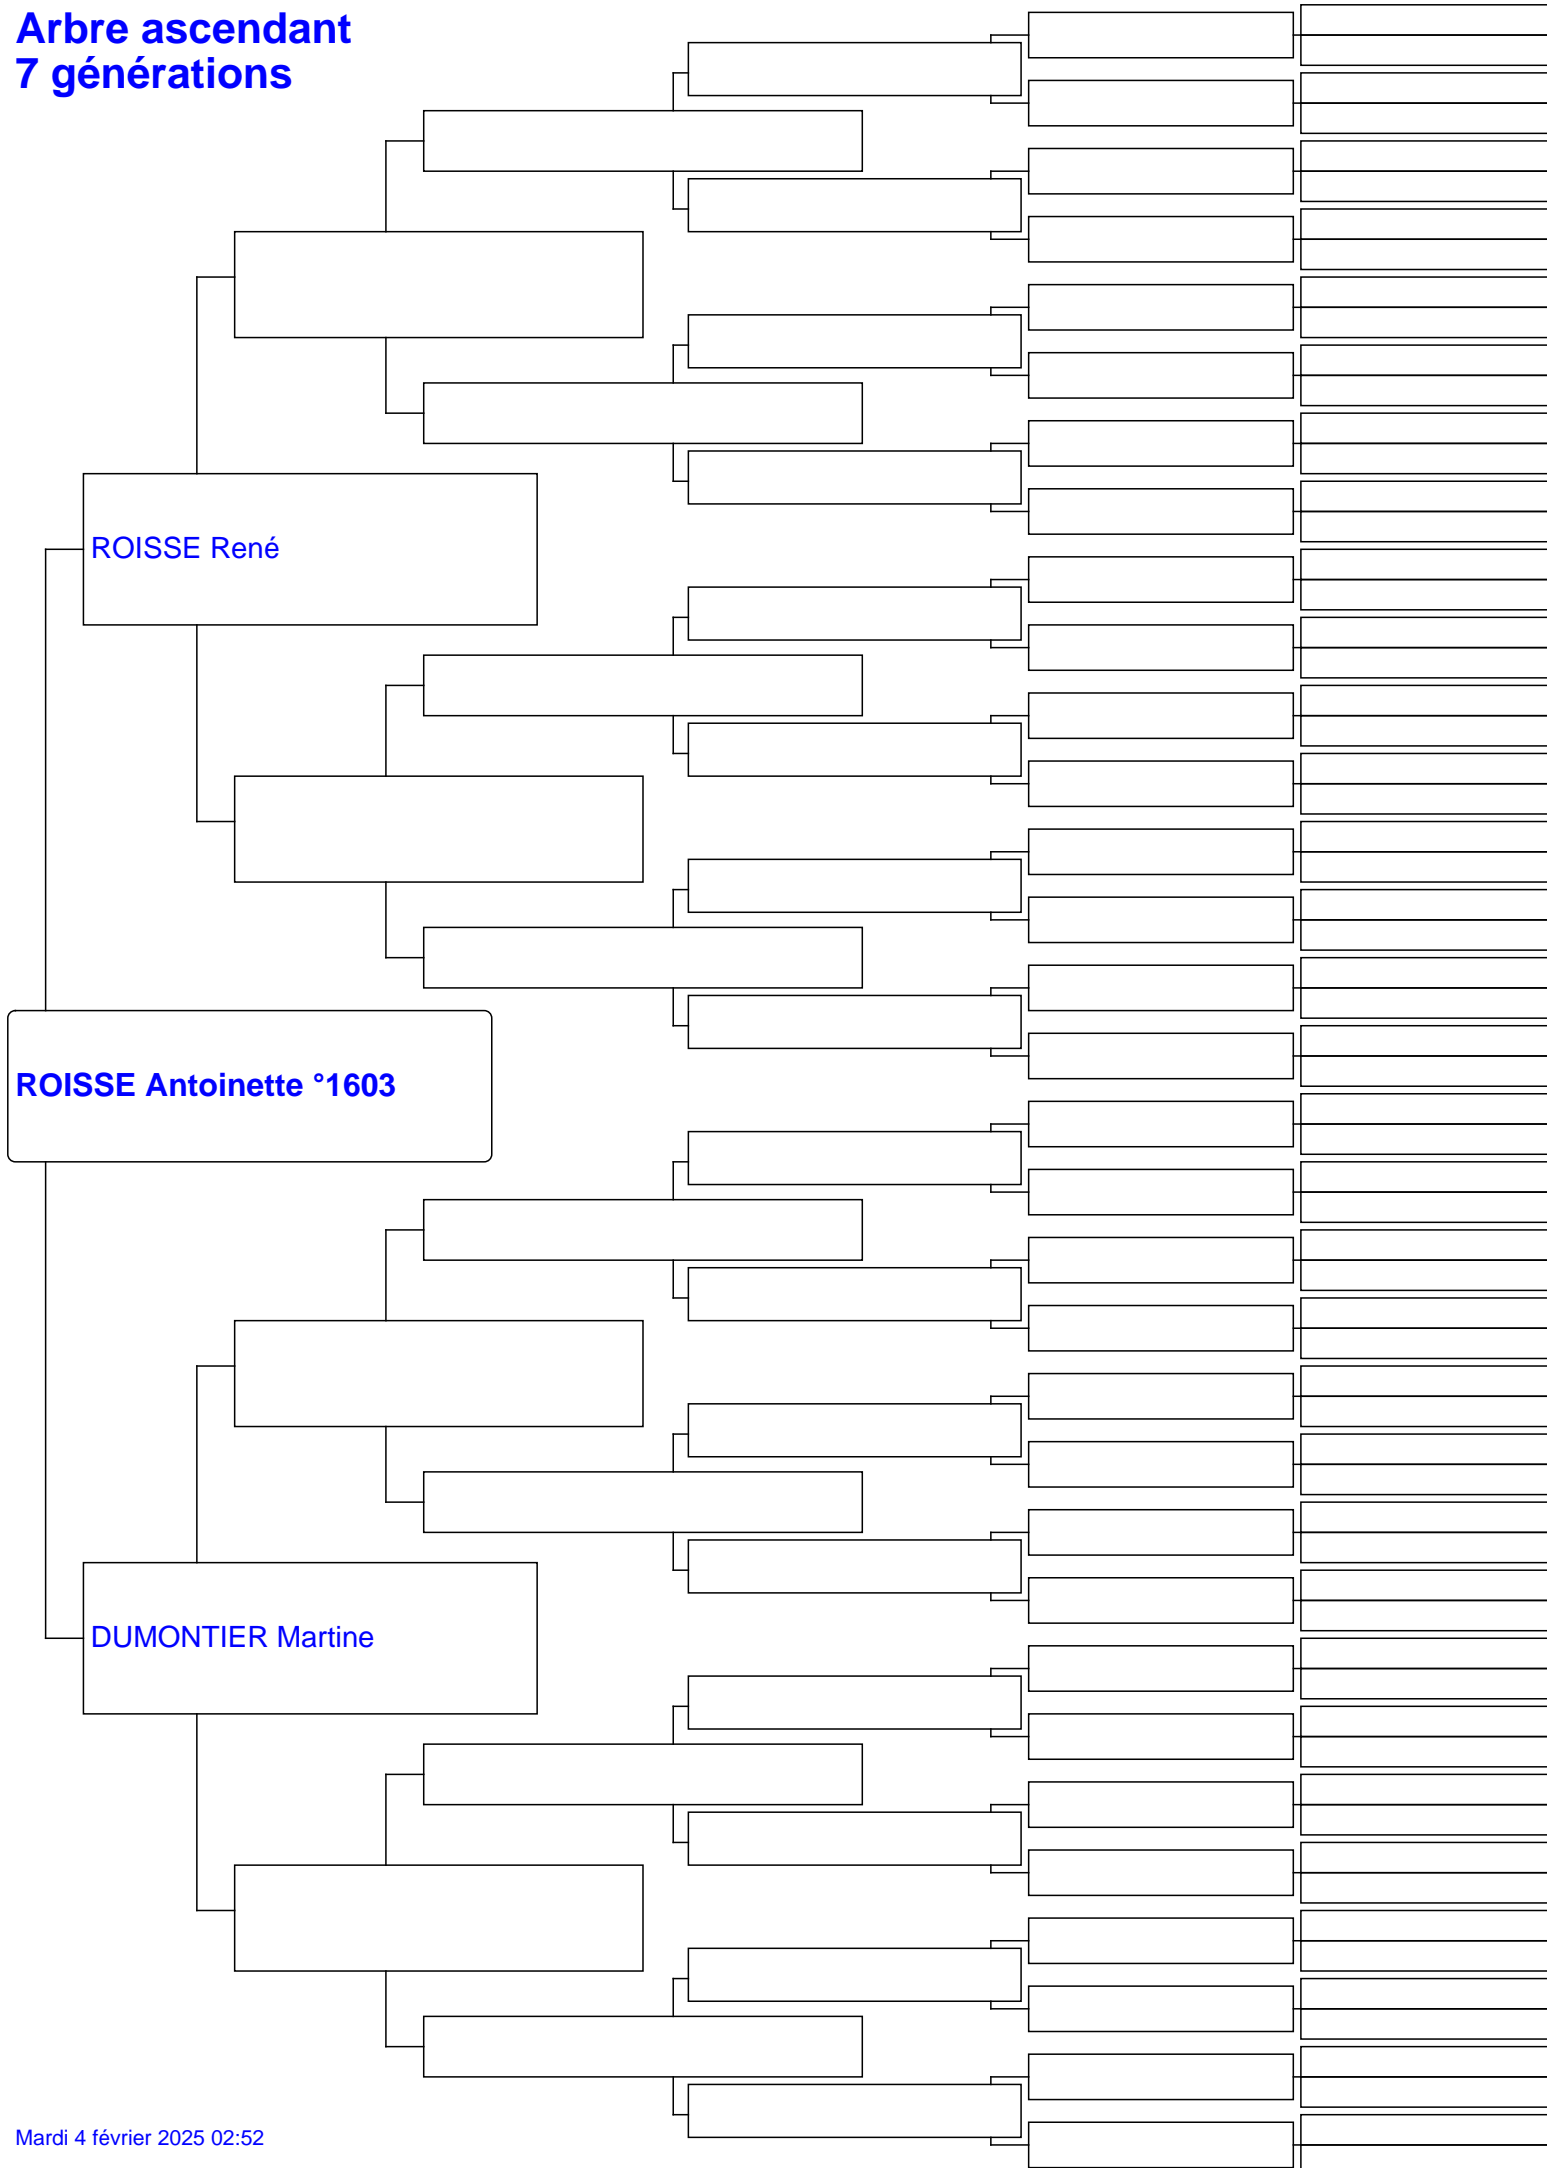 Arbre ascendant
7 générations
ROISSE René
ROISSE Antoinette °1603
DUMONTIER Martine
Mardi 4 février 2025 02:52